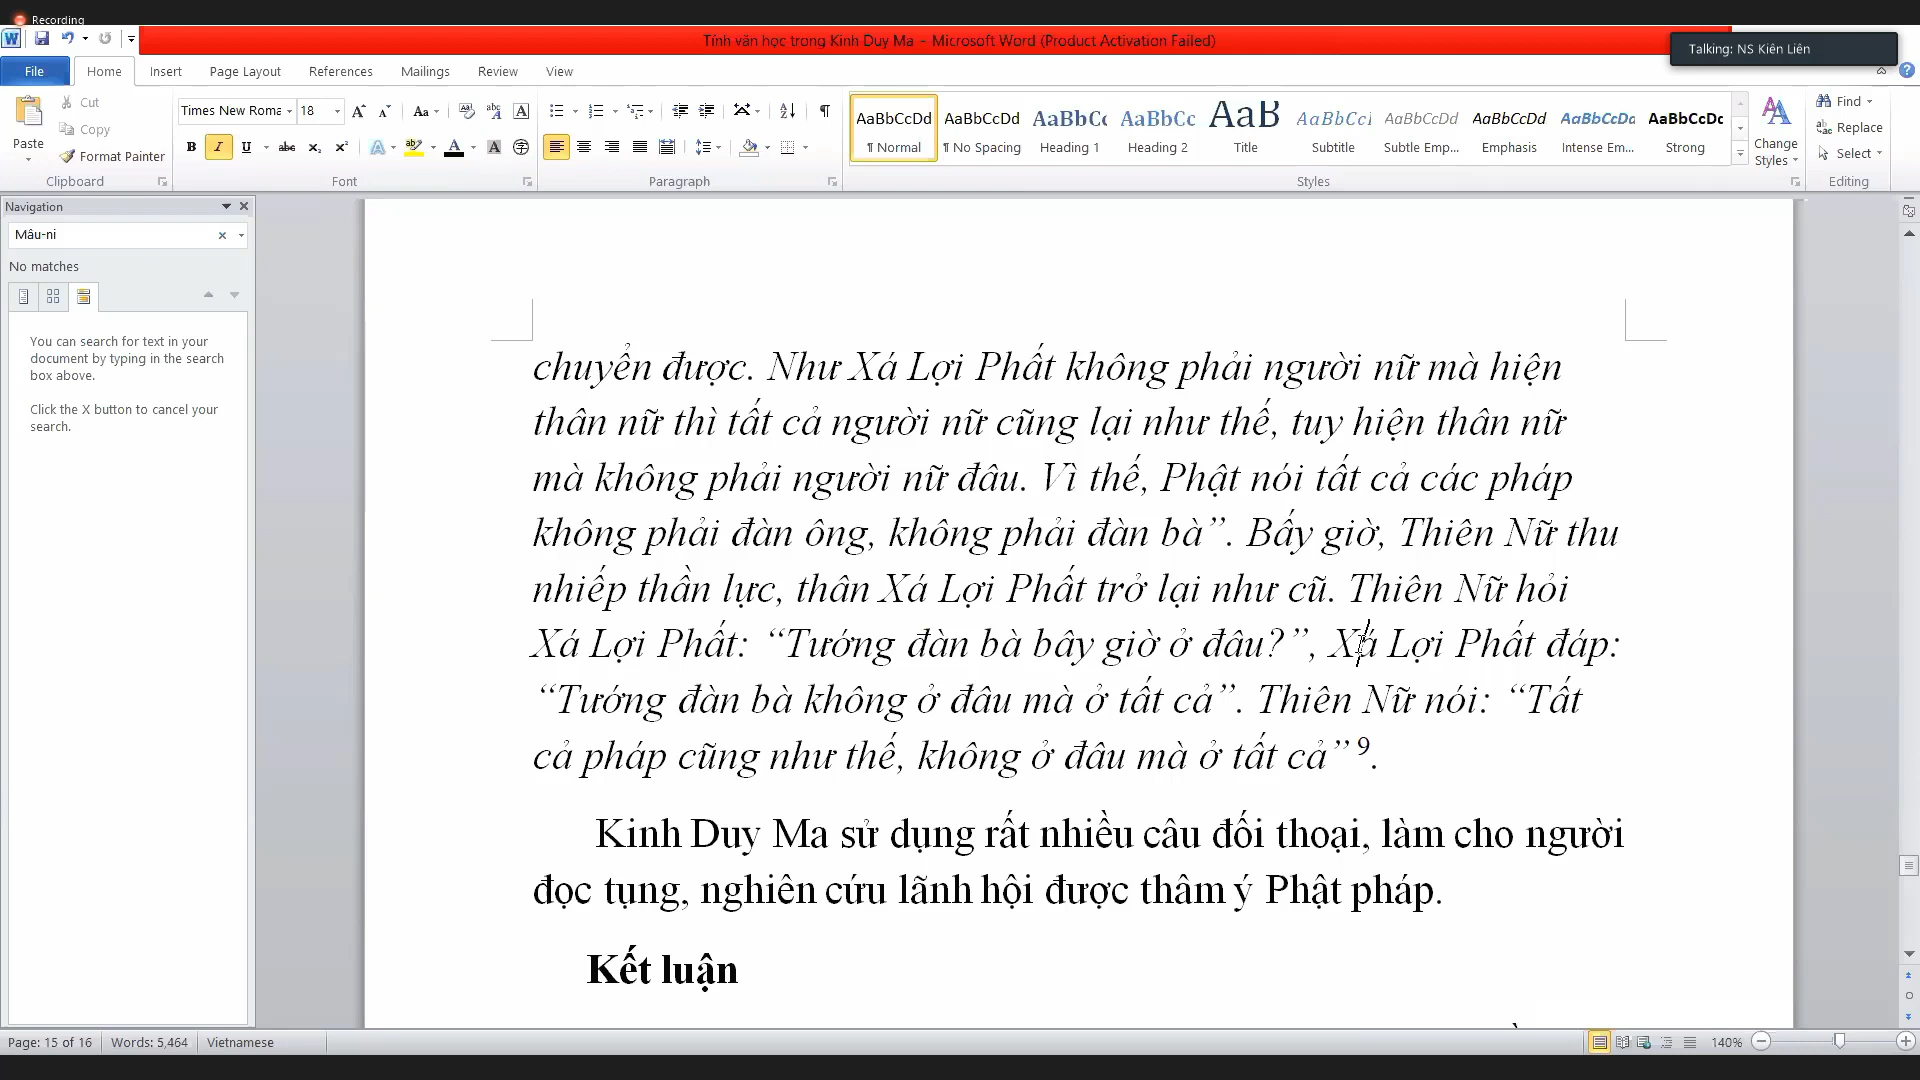 Recording
Tính văn học trong Kinh Duy Ma - Microsoft Word (Product Activation Failed)
Talking: NS Kiên Liên
File Home Insert Page Layout References Mailings Review View
Paste
Cut
Copy
Format Painter
Clipboard
Times New Roma 18
Font
Paragraph
AaBbCcDd AaBbCcDd AaBbCc AaBbCc AaB AaBbCcI AaBbCcDd AaBbCcDd AaBbCcDc AaBbCcDc
¶ Normal ¶ No Spacing Heading 1 Heading 2 Title Subtitle Subtle Emp... Emphasis Intense Em... Strong
Styles
Change Styles
Find
Replace
Select
Editing
Navigation
Mâu-ni
No matches
You can search for text in your
document by typing in the search
box above.
Click the X button to cancel your
search.
chuyển được. Như Xá Lợi Phất không phải người nữ mà hiện
thân nữ thì tất cả người nữ cũng lại như thế, tuy hiện thân nữ
mà không phải người nữ đâu. Vì thế, Phật nói tất cả các pháp
không phải đàn ông, không phải đàn bà”. Bấy giờ, Thiên Nữ thu
nhiếp thần lực, thân Xá Lợi Phất trở lại như cũ. Thiên Nữ hỏi
Xá Lợi Phất: “Tướng đàn bà bây giờ ở đâu?”, Xá Lợi Phất đáp:
“Tướng đàn bà không ở đâu mà ở tất cả”. Thiên Nữ nói: “Tất
cả pháp cũng như thế, không ở đâu mà ở tất cả” 9.
Kinh Duy Ma sử dụng rất nhiều câu đối thoại, làm cho người
đọc tụng, nghiên cứu lãnh hội được thâm ý Phật pháp.
Kết luận
Page: 15 of 16 Words: 5,464 Vietnamese 140%